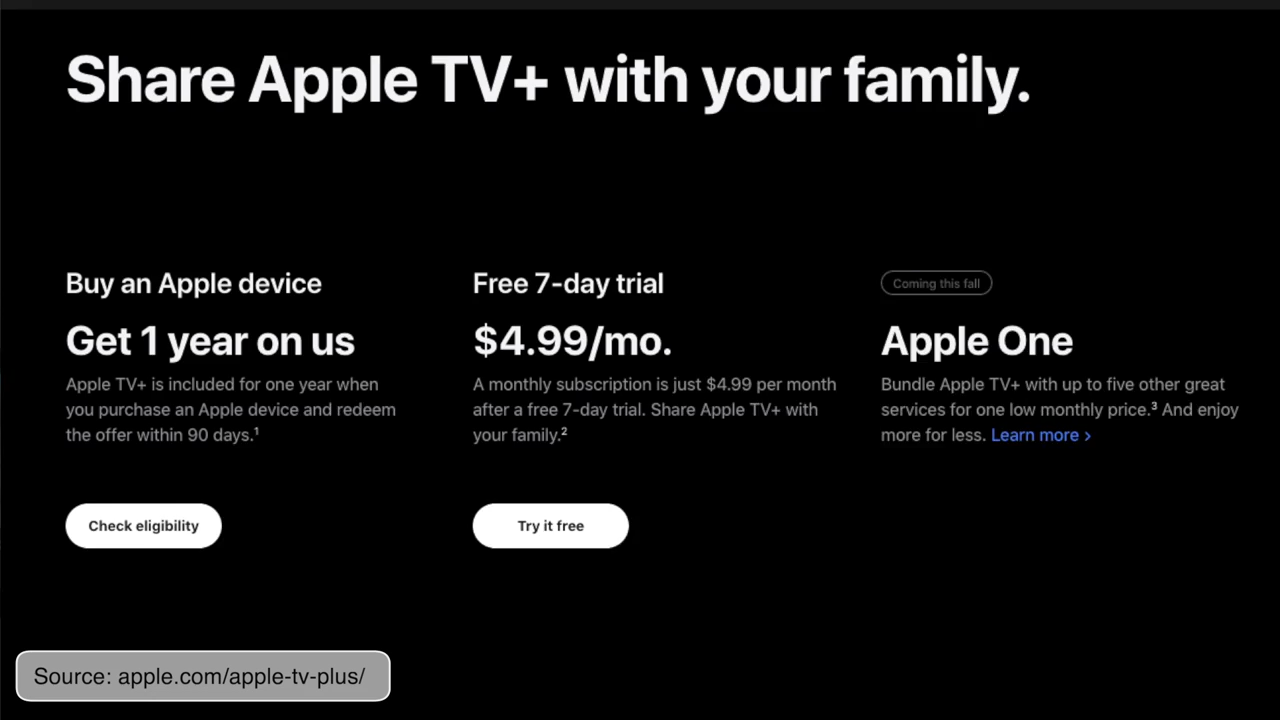 Share Apple TV+ with your family.
Buy an Apple device
Get 1 year on us
Apple TV+ is included for one year when
you purchase an Apple device and redeem
the offer within 90 days.¹
Check eligibility
Free 7-day trial
$4.99/mo.
A monthly subscription is just $4.99 per month
after a free 7-day trial. Share Apple TV+ with
your family.²
Try it free
Coming this fall
Apple One
Bundle Apple TV+ with up to five other great
services for one low monthly price.³ And enjoy
more for less. Learn more ›
Source: apple.com/apple-tv-plus/